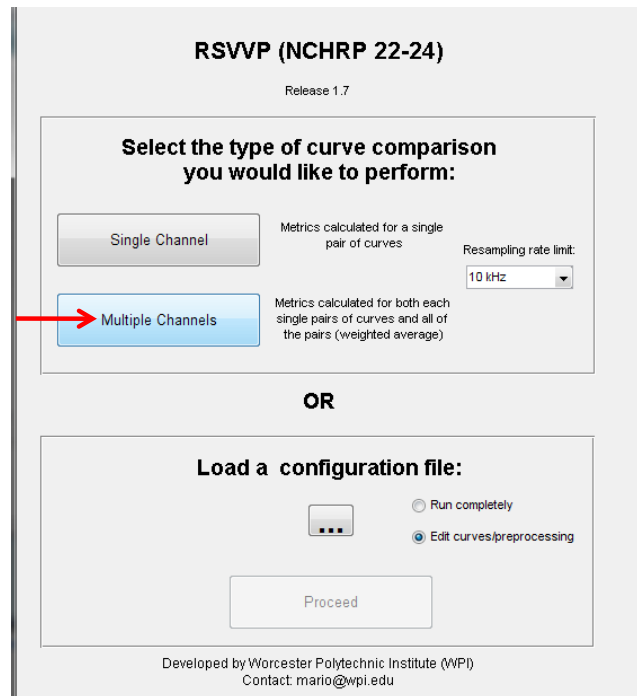 RSVVP (NCHRP 22-24)
Release 1.7
Select the type of curve comparison
you would like to perform:
Single Channel
Metrics calculated for a single
pair of curves
Resampling rate limit:
10 kHz
Multiple Channels
Metrics calculated for both each
single pairs of curves and all of
the pairs (weighted average)
OR
Load a configuration file:
...
Run completely
Edit curves/preprocessing
Proceed
Developed by Worcester Polytechnic Institute (WPI)
Contact: mario@wpi.edu